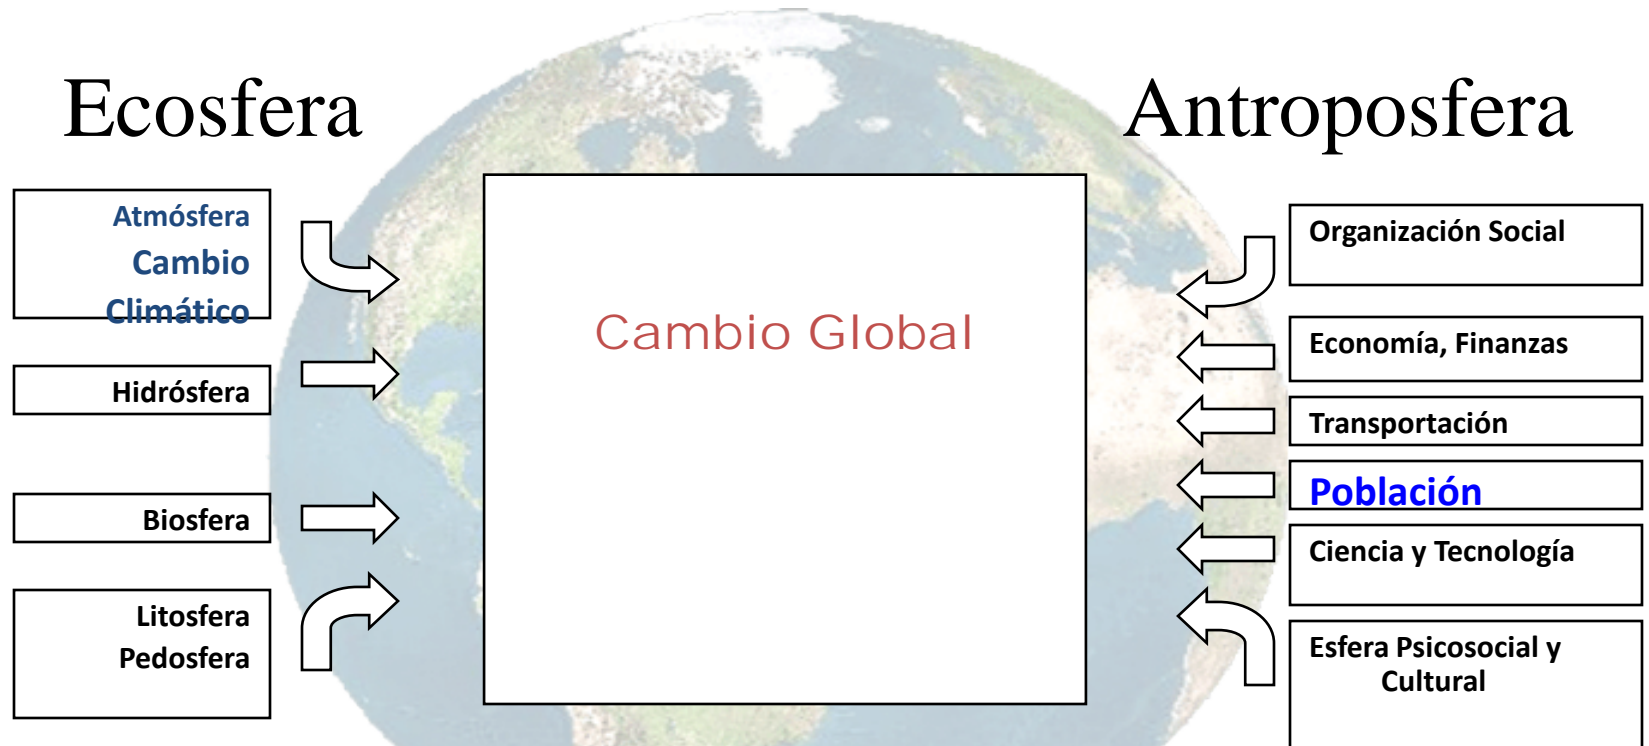 Ecosfera
Antroposfera
Atmósfera
Cambio
Climático
Hidrósfera
Biosfera
Litosfera
Pedosfera
Cambio Global
Organización Social
Economía, Finanzas
Transportación
Población
Ciencia y Tecnología
Esfera Psicosocial y
Cultural